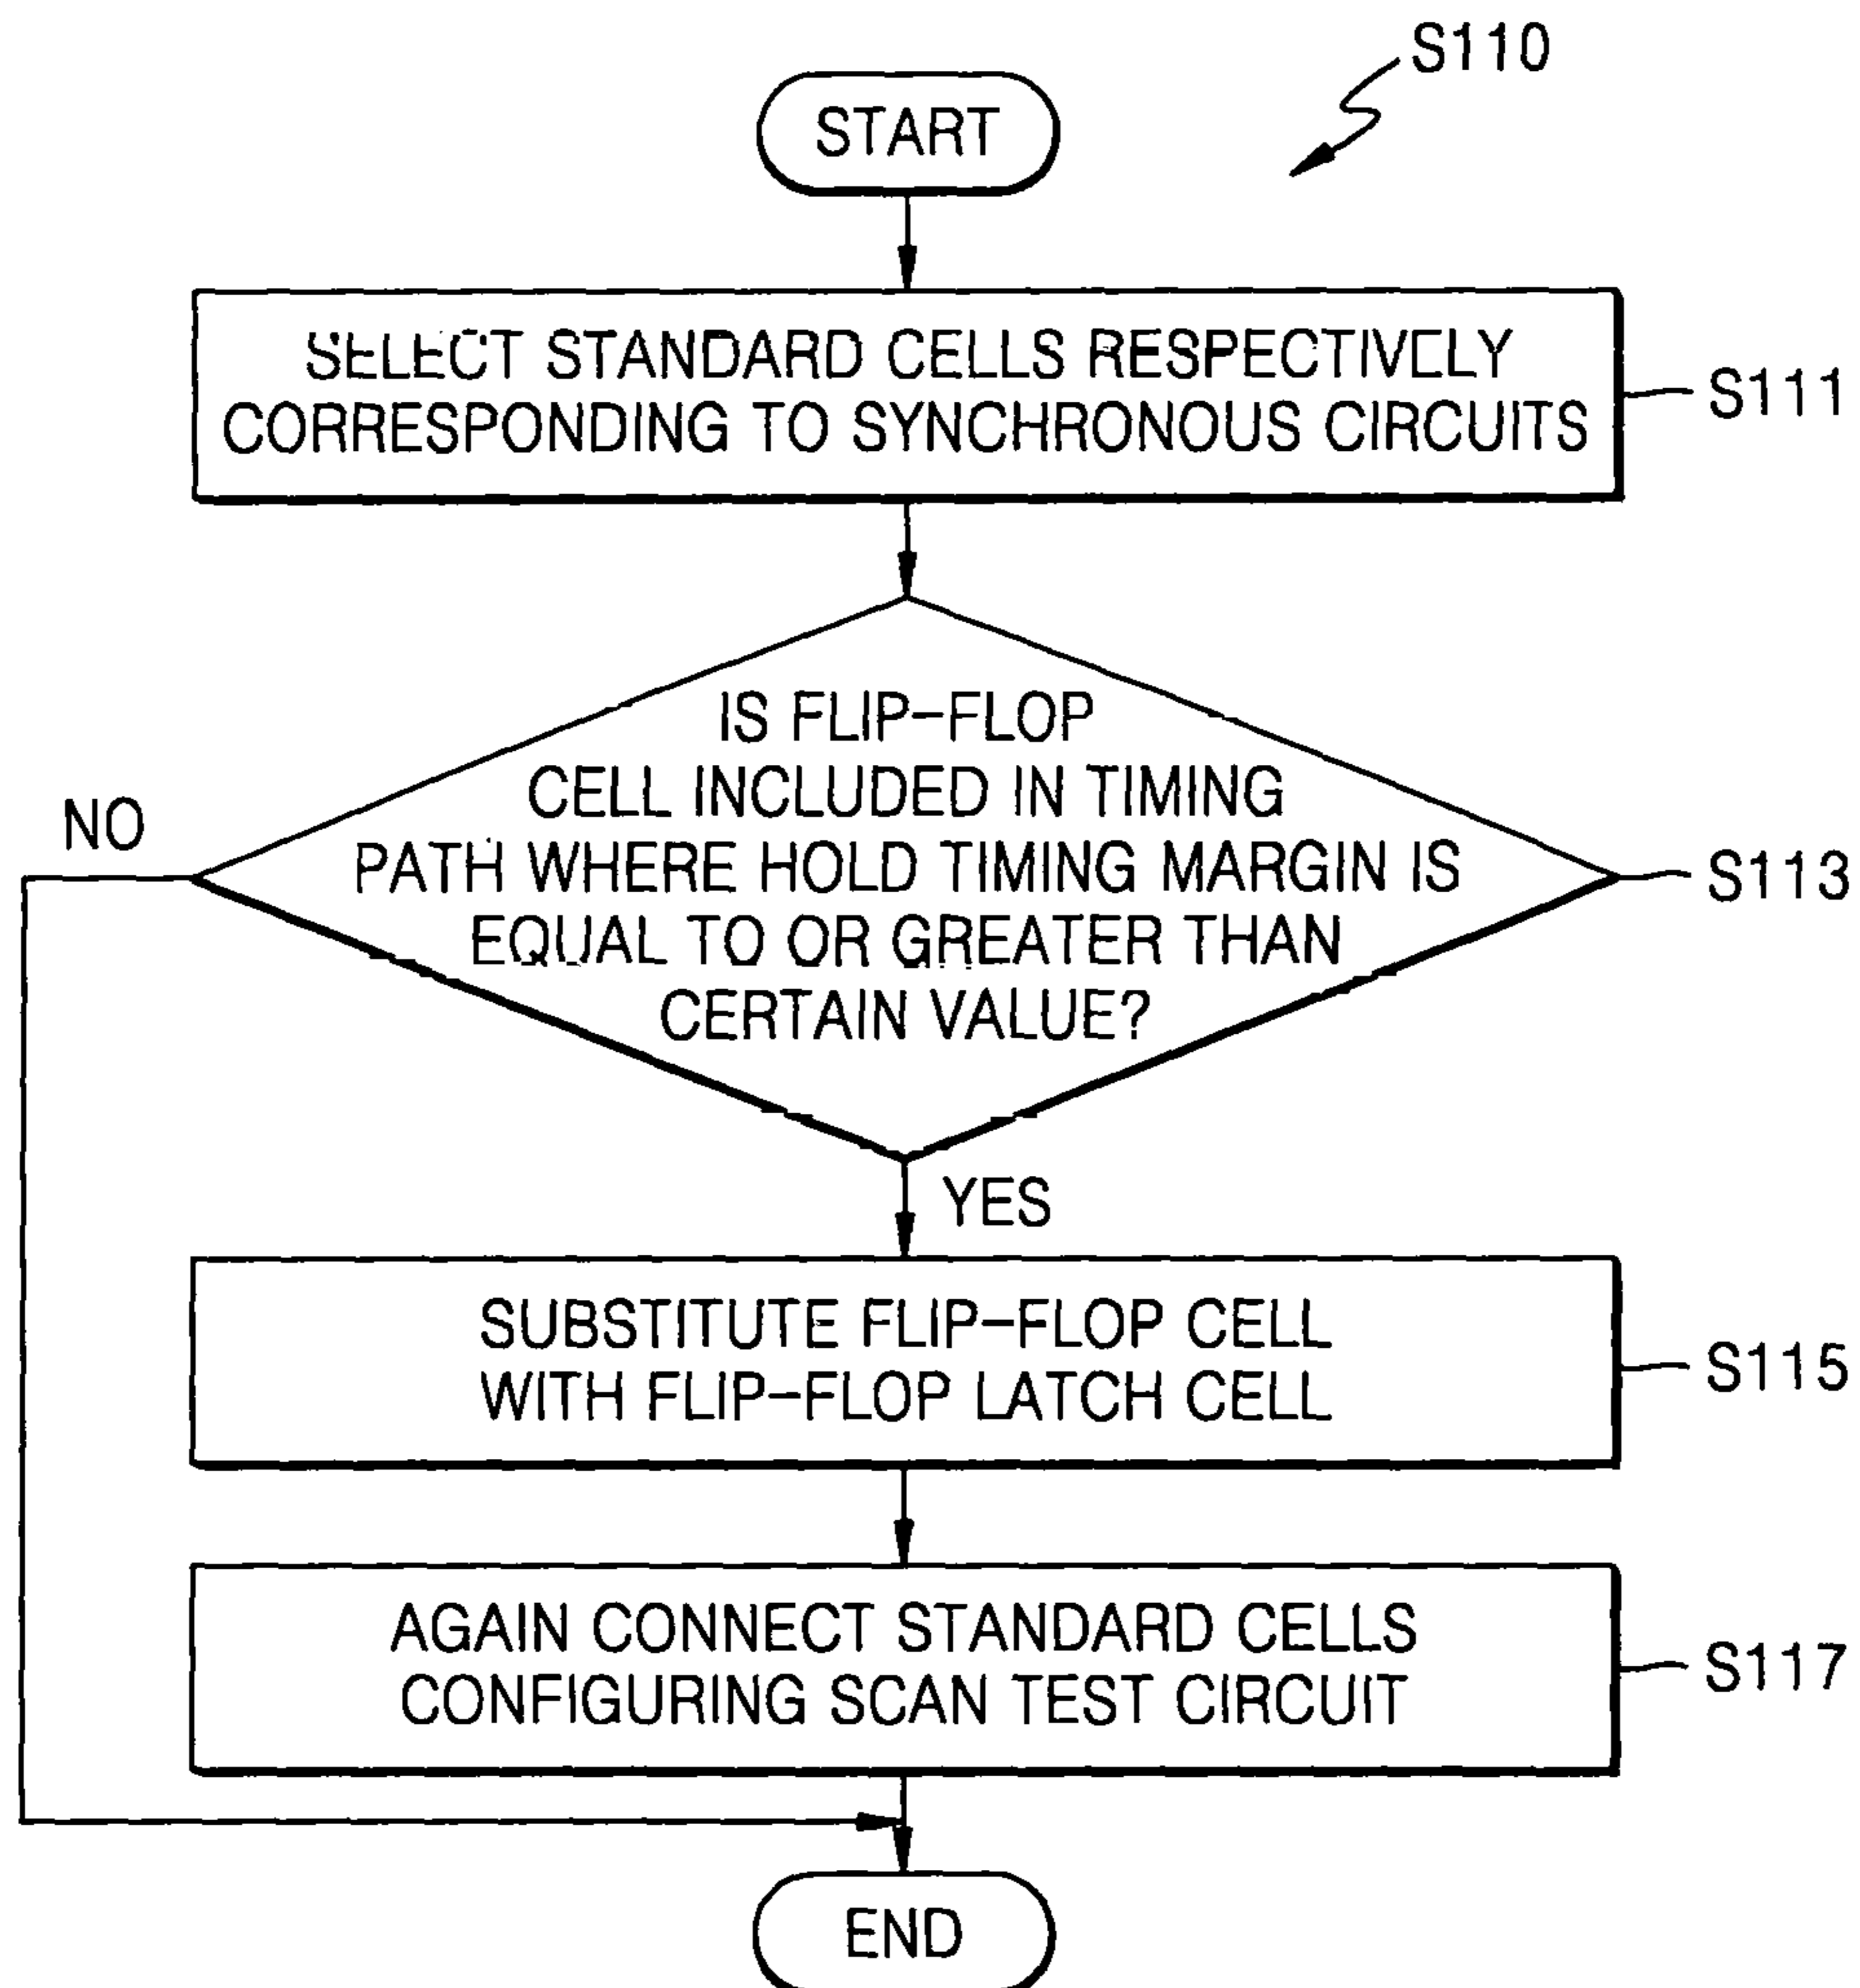 S110
START
SELECT STANDARD CELLS RESPECTIVELY
CORRESPONDING TO SYNCHRONOUS CIRCUITS
S111
IS FLIP-FLOP
CELL INCLUDED IN TIMING
PATH WHERE HOLD TIMING MARGIN IS
EQUAL TO OR GREATER THAN
CERTAIN VALUE?
NO
S113
YES
SUBSTITUTE FLIP-FLOP CELL
WITH FLIP-FLOP LATCH CELL
S115
AGAIN CONNECT STANDARD CELLS
CONFIGURING SCAN TEST CIRCUIT
S117
END